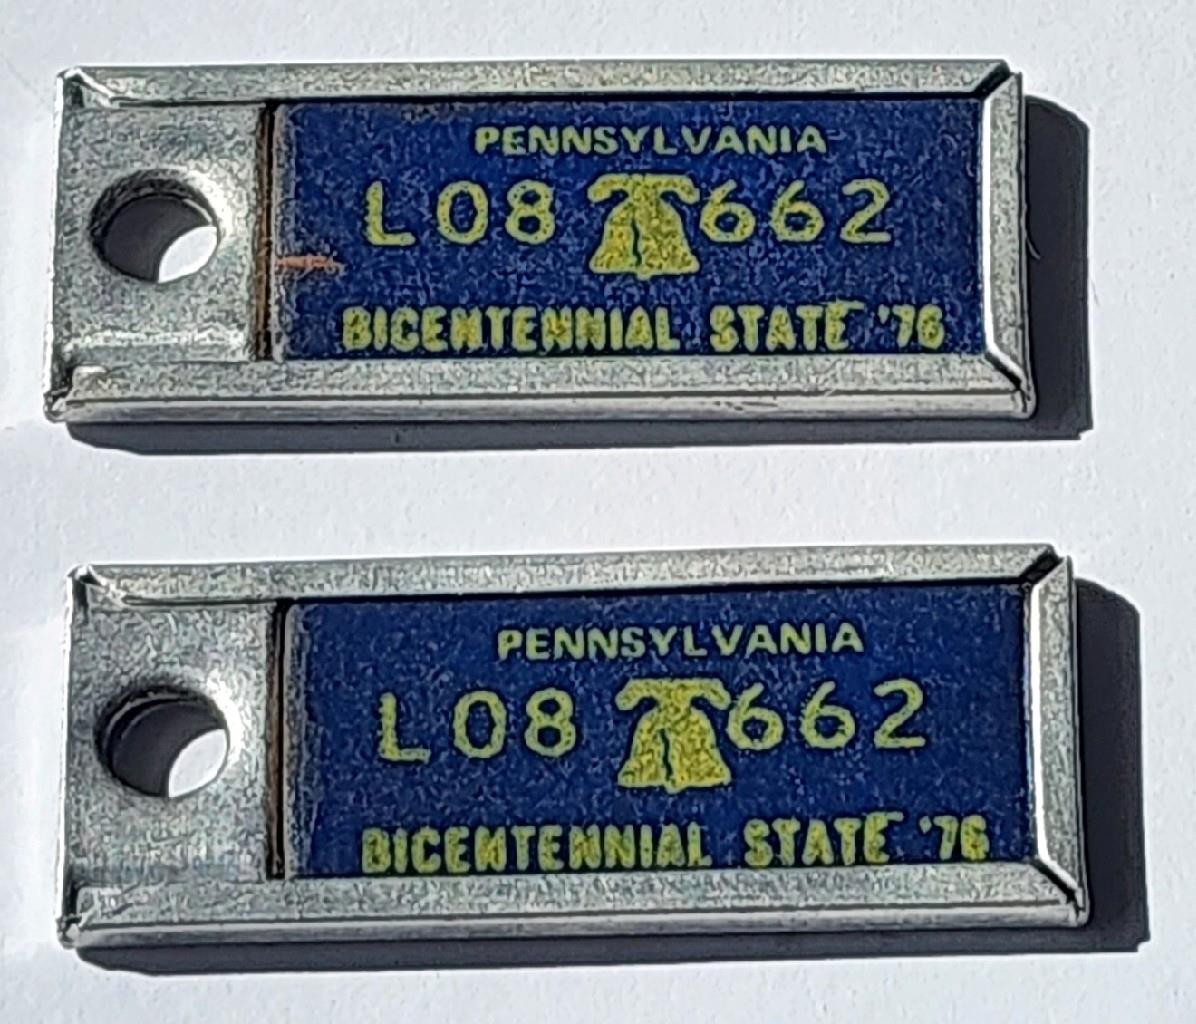 PENNSYLVANIA
L08 662
BICENTENNIAL STATE '76
PENNSYLVANIA
L08 662
BICENTENNIAL STATE '76